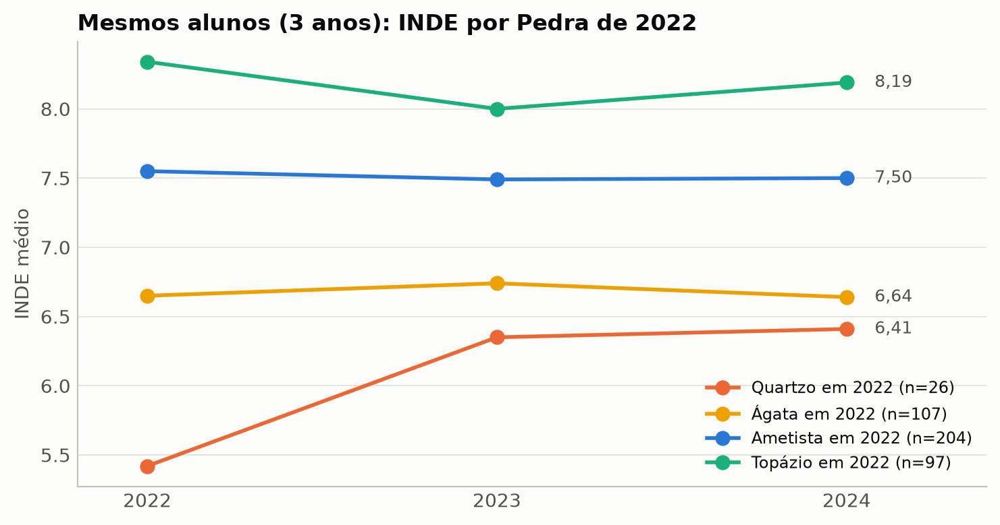 Mesmos alunos (3 anos): INDE por Pedra de 2022
INDE médio
8.0
7.5
7.0
6.5
6.0
5.5
8,19
7,50
6,64
6,41
Quartzo em 2022 (n=26)
Ágata em 2022 (n=107)
Ametista em 2022 (n=204)
Topázio em 2022 (n=97)
2022
2023
2024